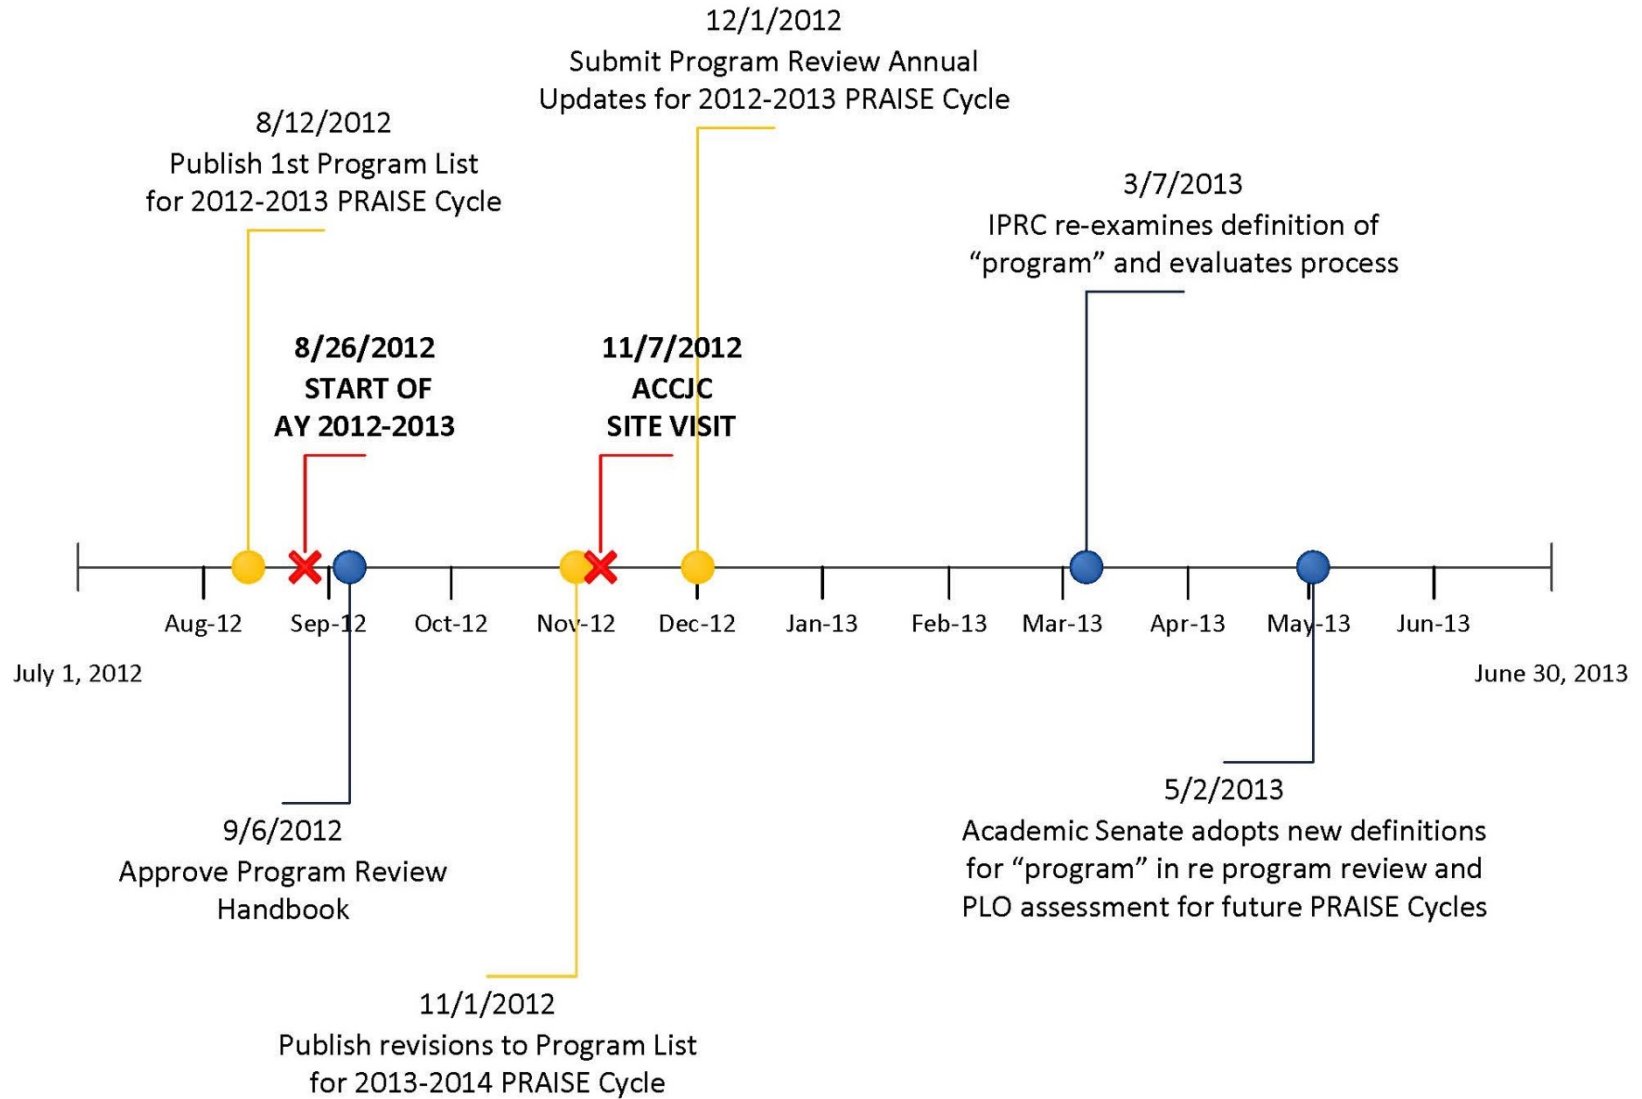 12/1/2012
Submit Program Review Annual
Updates for 2012-2013 PRAISE Cycle
8/12/2012
Publish 1st Program List
for 2012-2013 PRAISE Cycle
3/7/2013
IPRC re-examines definition of
“program” and evaluates process
8/26/2012
START OF
AY 2012-2013
11/7/2012
ACCJC
SITE VISIT
Aug-12 Sep-12 Oct-12 Nov-12 Dec-12 Jan-13 Feb-13 Mar-13 Apr-13 May-13 Jun-13
July 1, 2012 June 30, 2013
9/6/2012
Approve Program Review
Handbook
5/2/2013
Academic Senate adopts new definitions
for “program” in re program review and
PLO assessment for future PRAISE Cycles
11/1/2012
Publish revisions to Program List
for 2013-2014 PRAISE Cycle